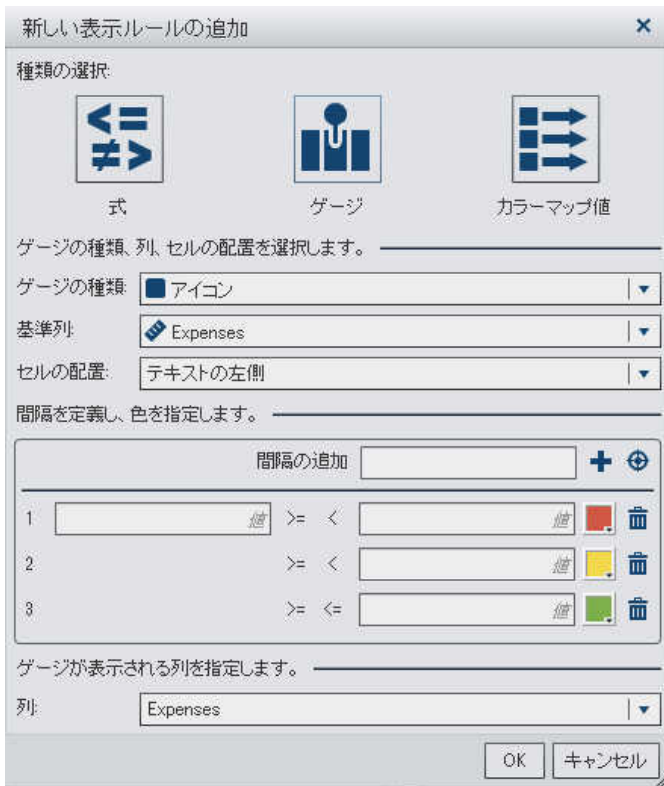 新しい表示ルールの追加
種類の選択:
式 ゲージ カラーマップ値
ゲージの種類、列、セルの配置を選択します。
ゲージの種類: アイコン
基準列: Expenses
セルの配置: テキストの左側
間隔を定義し、色を指定します。
間隔の追加
1 値 >= < 値
2 >= < 値
3 >= <= 値
ゲージが表示される列を指定します。
列: Expenses
OK キャンセル